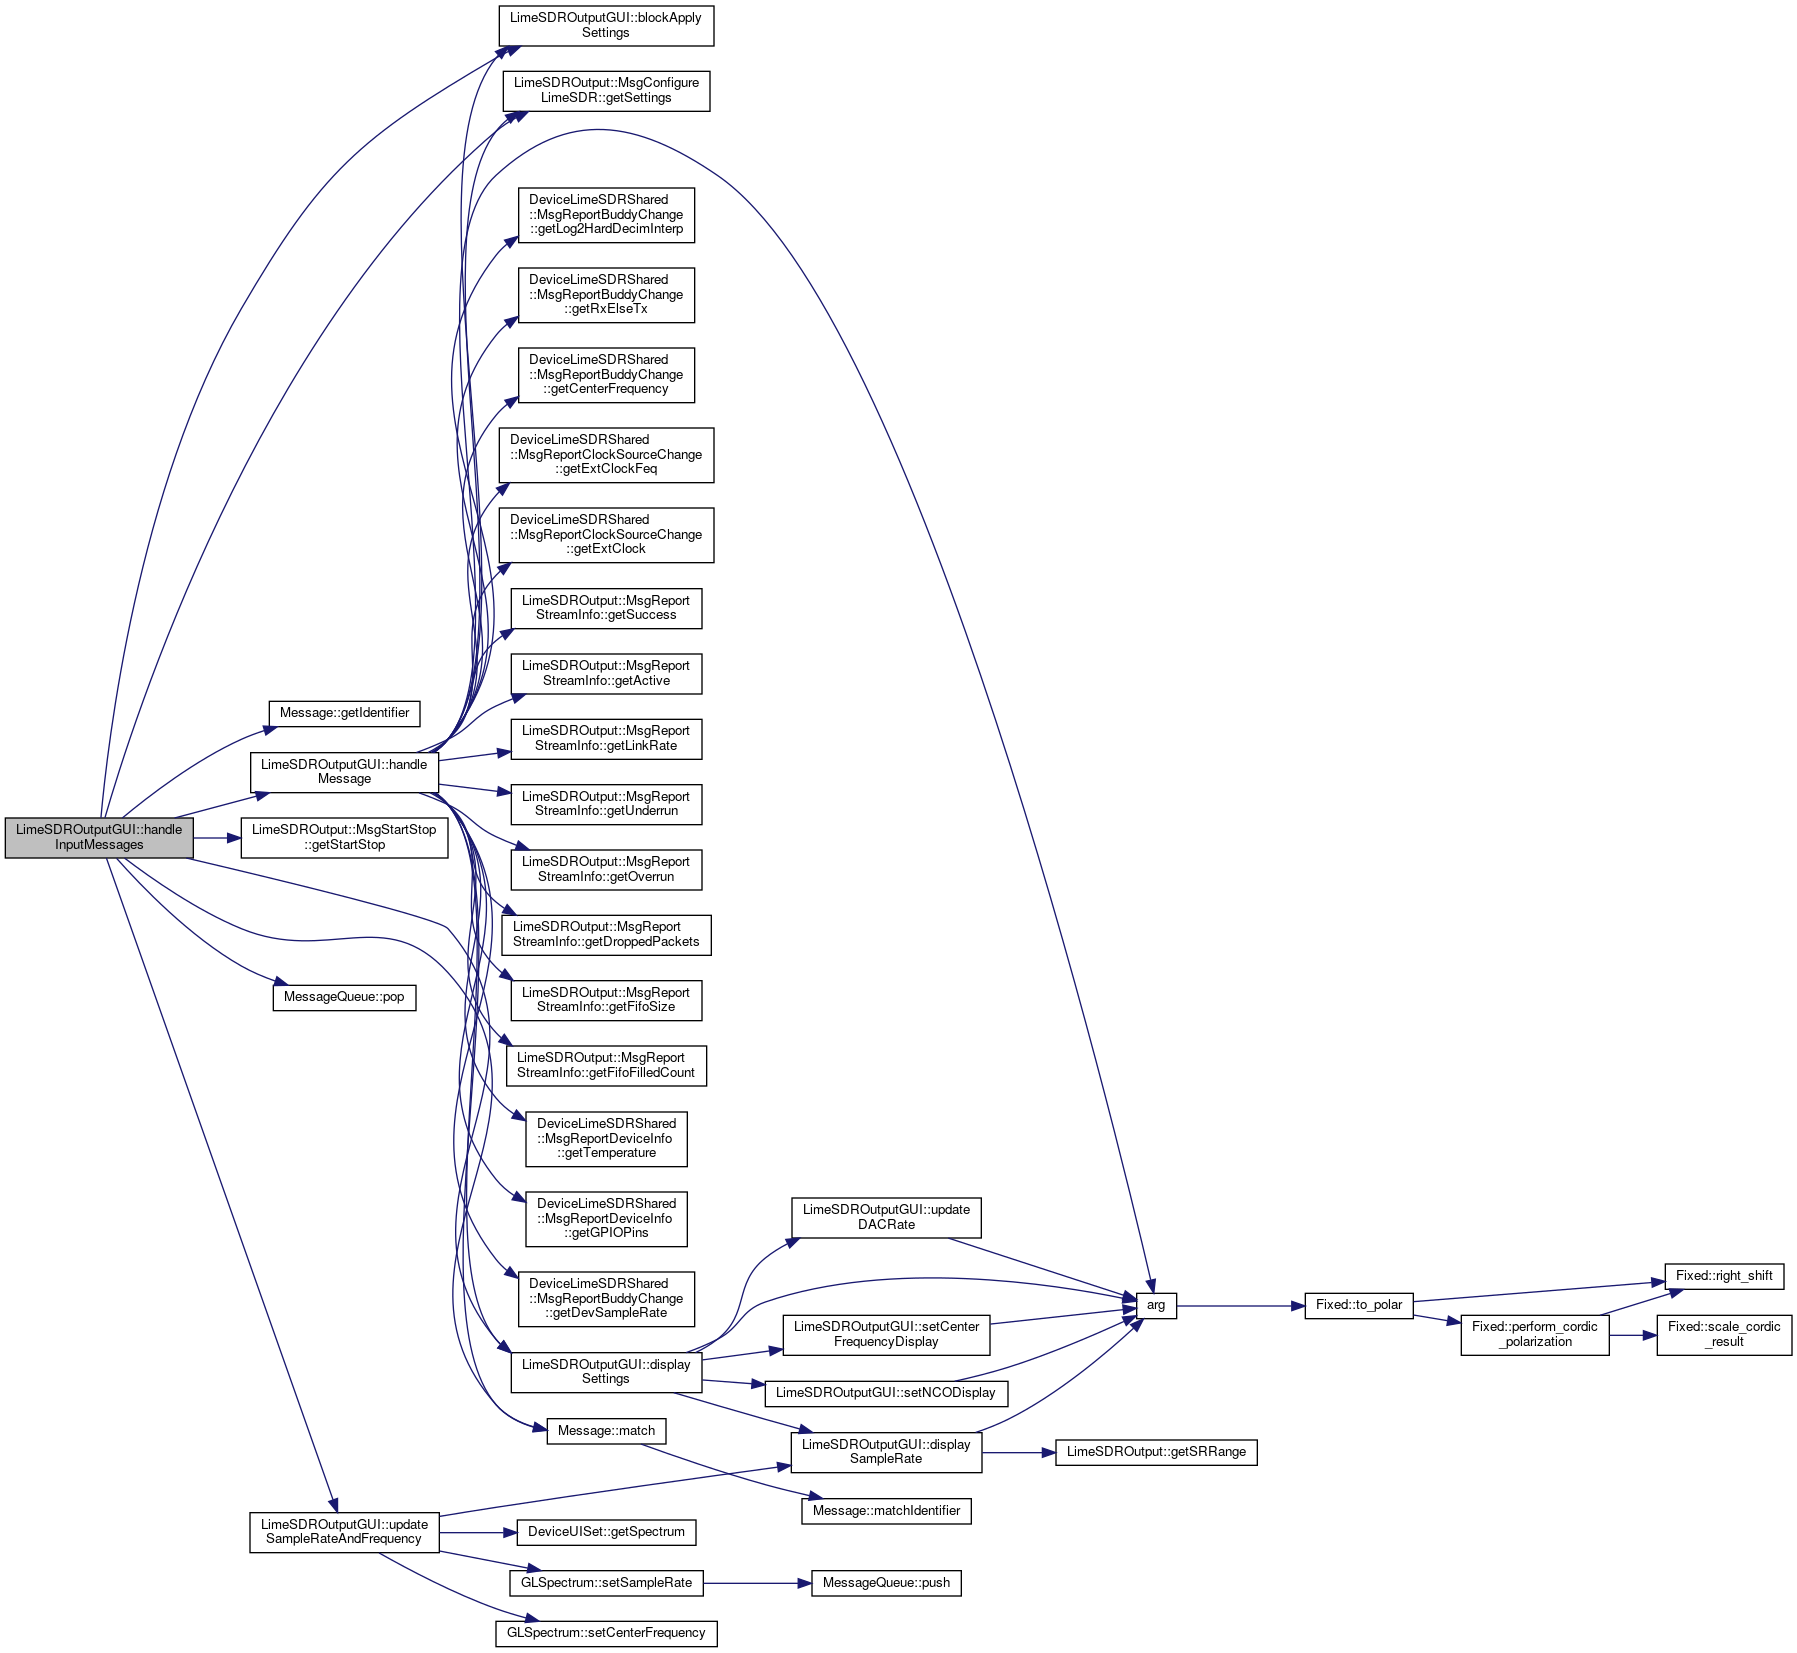 LimeSDROutputGUI::blockApply
Settings
LimeSDROutput::MsgConfigure
LimeSDR::getSettings
DeviceLimeSDRShared
::MsgReportBuddyChange
::getLog2HardDecimInterp
DeviceLimeSDRShared
::MsgReportBuddyChange
::getRxElseTx
DeviceLimeSDRShared
::MsgReportBuddyChange
::getCenterFrequency
DeviceLimeSDRShared
::MsgReportClockSourceChange
::getExtClockFeq
DeviceLimeSDRShared
::MsgReportClockSourceChange
::getExtClock
LimeSDROutput::MsgReport
StreamInfo::getSuccess
LimeSDROutput::MsgReport
StreamInfo::getActive
Message::getIdentifier
LimeSDROutput::MsgReport
StreamInfo::getLinkRate
LimeSDROutputGUI::handle
Message
LimeSDROutput::MsgReport
StreamInfo::getUnderrun
LimeSDROutputGUI::handle
InputMessages
LimeSDROutput::MsgStartStop
::getStartStop
LimeSDROutput::MsgReport
StreamInfo::getOverrun
LimeSDROutput::MsgReport
StreamInfo::getDroppedPackets
MessageQueue::pop
LimeSDROutput::MsgReport
StreamInfo::getFifoSize
LimeSDROutput::MsgReport
StreamInfo::getFifoFilledCount
DeviceLimeSDRShared
::MsgReportDeviceInfo
::getTemperature
DeviceLimeSDRShared
::MsgReportDeviceInfo
::getGPIOPins
LimeSDROutputGUI::update
DACRate
DeviceLimeSDRShared
::MsgReportBuddyChange
::getDevSampleRate
arg
Fixed::to_polar
Fixed::right_shift
LimeSDROutputGUI::setCenter
FrequencyDisplay
Fixed::perform_cordic
_polarization
Fixed::scale_cordic
_result
LimeSDROutputGUI::display
Settings
LimeSDROutputGUI::setNCODisplay
Message::match
LimeSDROutputGUI::display
SampleRate
LimeSDROutput::getSRRange
Message::matchIdentifier
LimeSDROutputGUI::update
SampleRateAndFrequency
DeviceUISet::getSpectrum
GLSpectrum::setSampleRate
MessageQueue::push
GLSpectrum::setCenterFrequency